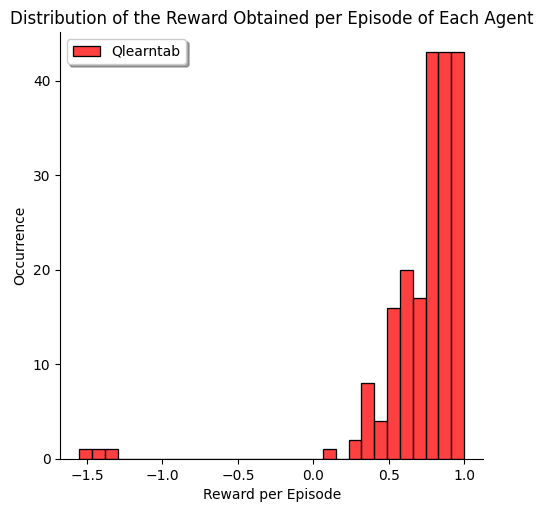 Distribution of the Reward Obtained per Episode of Each Agent
Qlearntab
Occurrence
40
30
20
10
0
−1.5
−1.0
−0.5
0.0
0.5
1.0
Reward per Episode